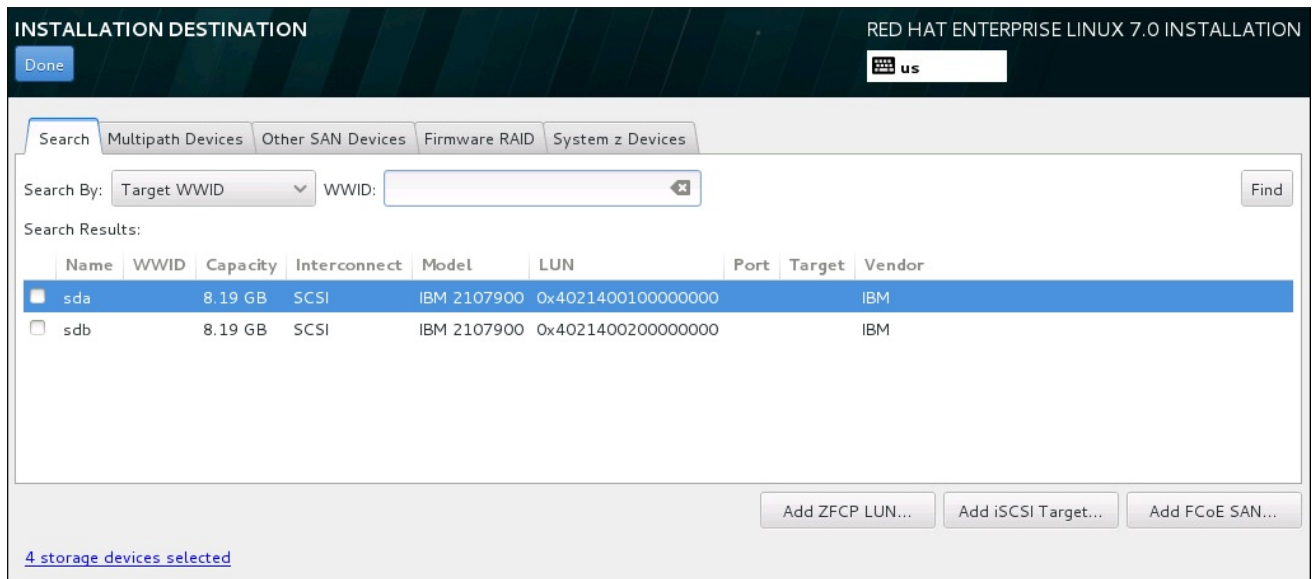 INSTALLATION DESTINATION
RED HAT ENTERPRISE LINUX 7.0 INSTALLATION
Done
us
Search Multipath Devices Other SAN Devices Firmware RAID System z Devices
Search By: Target WWID WWID: Find
Search Results:
Name WWID Capacity Interconnect Model LUN Port Target Vendor
sda 8.19 GB SCSI IBM 2107900 0x4021400100000000 IBM
sdb 8.19 GB SCSI IBM 2107900 0x4021400200000000 IBM
Add ZFCP LUN... Add iSCSI Target... Add FCoE SAN...
4 storage devices selected